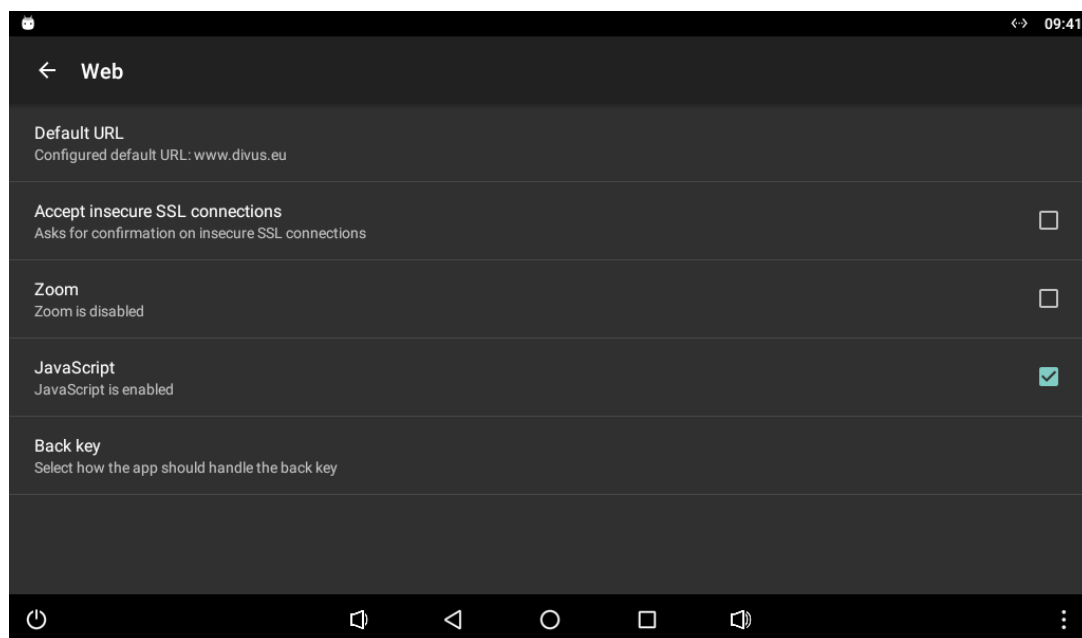 09:41
Web
Default URL
Configured default URL: www.divus.eu
Accept insecure SSL connections
Asks for confirmation on insecure SSL connections
Zoom
Zoom is disabled
JavaScript
JavaScript is enabled
Back key
Select how the app should handle the back key